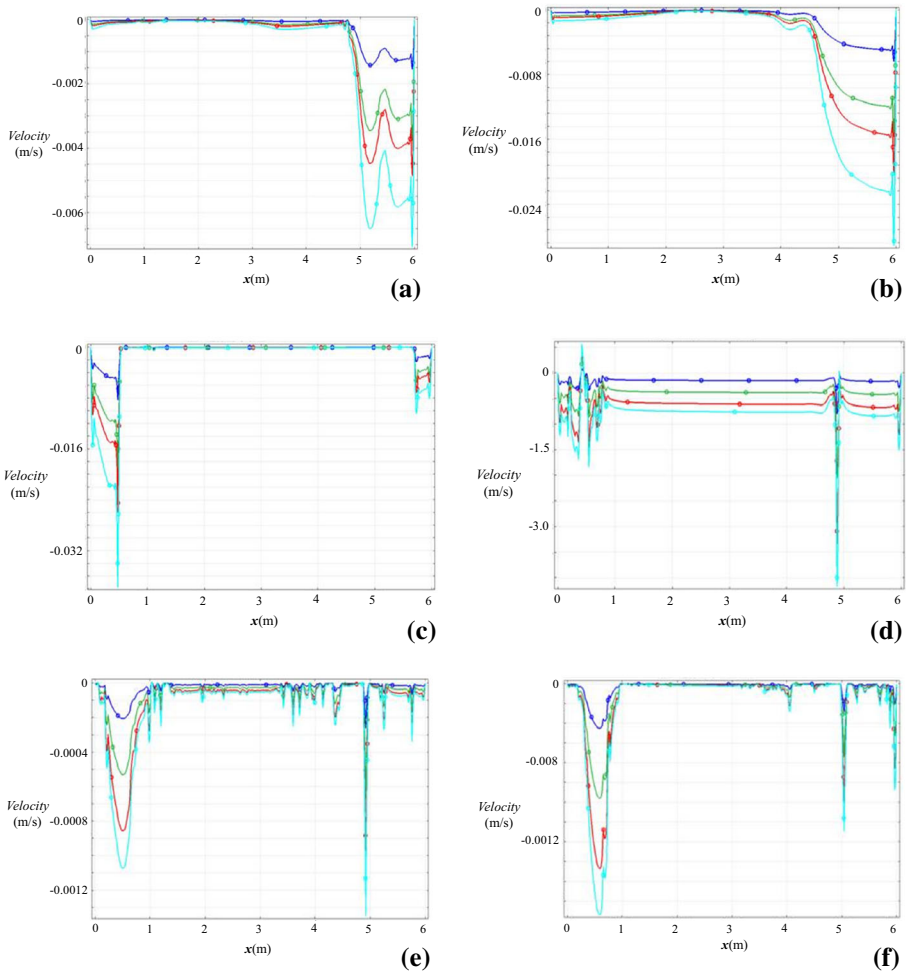 0
-0.002
Velocity
-0.004
(m/s)
-0.006
0 1 2 3 4 5 6
x(m)
(a)
0
-0.008
Velocity
(m/s)
-0.016
-0.024
0 1 2 3 4 5 6
x(m)
(b)
0
-0.016
Velocity
(m/s)
-0.032
0 1 2 3 4 5 6
x(m)
(c)
0
-1.5
Velocity
(m/s)
-3.0
0 1 2 3 4 5 6
x(m)
(d)
0
-0.0004
Velocity
-0.0008
(m/s)
-0.0012
0 1 2 3 4 5 6
x(m)
(e)
0
-0.008
Velocity
(m/s)
-0.0012
0 1 2 3 4 5 6
x(m)
(f)